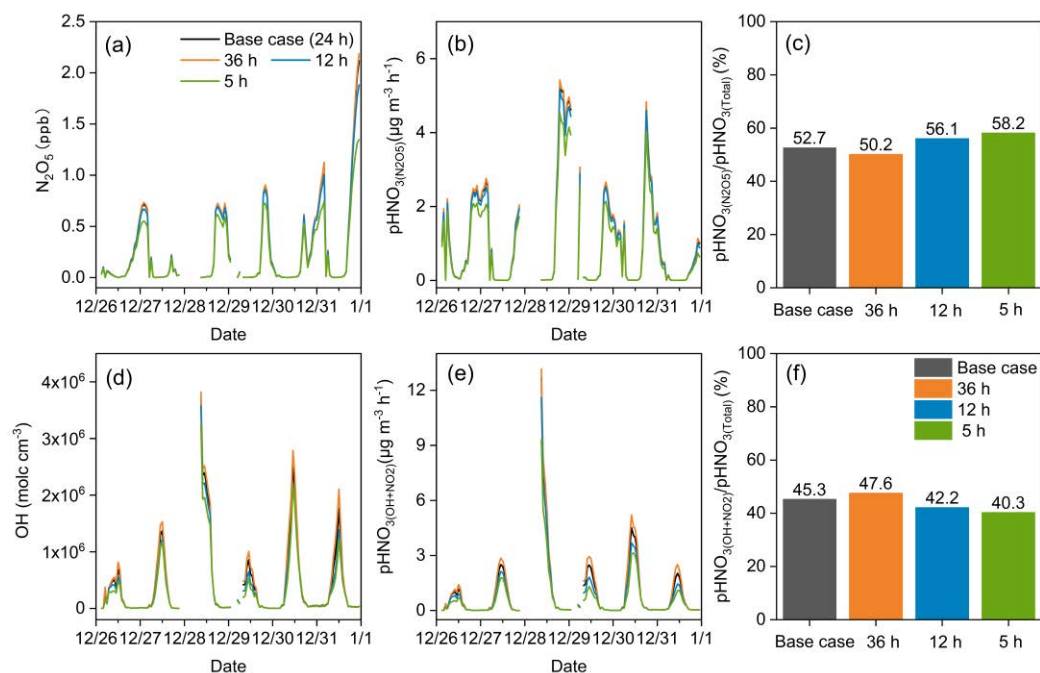 (a)
Base case (24 h)
36 h
12 h
5 h
N₂O₅ (ppb)
2.5
2.0
1.5
1.0
0.5
0.0
12/26 12/27 12/28 12/29 12/30 12/31 1/1
Date
(b)
pHNO₃₍N2O5₎(μg m⁻³ h⁻¹)
6
4
2
0
12/26 12/27 12/28 12/29 12/30 12/31 1/1
Date
(c)
pHNO₃₍N2O5₎/pHNO₃₍Total₎ (%)
100
80
60
40
20
0
52.7 50.2 56.1 58.2
Base case 36 h 12 h 5 h
(d)
OH (molc cm⁻³)
4x10⁶
3x10⁶
2x10⁶
1x10⁶
0
12/26 12/27 12/28 12/29 12/30 12/31 1/1
Date
(e)
pHNO₃₍OH+NO2₎(μg m⁻³ h⁻¹)
12
9
6
3
0
12/26 12/27 12/28 12/29 12/30 12/31 1/1
Date
(f)
Base case
36 h
12 h
5 h
pHNO₃₍OH+NO2₎/pHNO₃₍Total₎ (%)
100
80
60
40
20
0
45.3 47.6 42.2 40.3
Base case 36 h 12 h 5 h